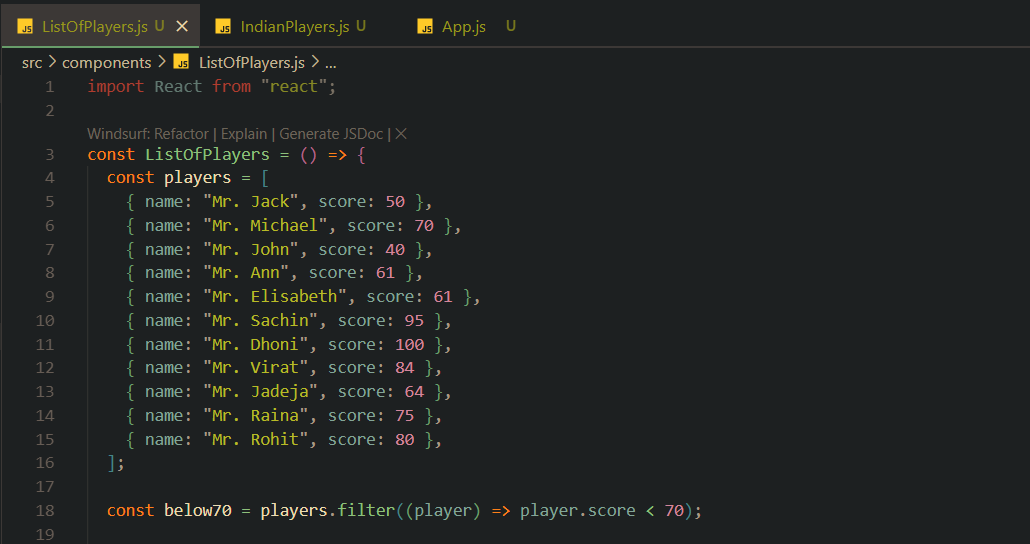 JS ListOfPlayers.js U × JS IndianPlayers.js U JS App.js U
src > components > JS ListOfPlayers.js > ...
1 import React from "react";
2
Windsurf: Refactor | Explain | Generate JSDoc | ×
3 const ListOfPlayers = () => {
4 const players = [
5 { name: "Mr. Jack", score: 50 },
6 { name: "Mr. Michael", score: 70 },
7 { name: "Mr. John", score: 40 },
8 { name: "Mr. Ann", score: 61 },
9 { name: "Mr. Elisabeth", score: 61 },
10 { name: "Mr. Sachin", score: 95 },
11 { name: "Mr. Dhoni", score: 100 },
12 { name: "Mr. Virat", score: 84 },
13 { name: "Mr. Jadeja", score: 64 },
14 { name: "Mr. Raina", score: 75 },
15 { name: "Mr. Rohit", score: 80 },
16 ];
17
18 const below70 = players.filter((player) => player.score < 70);
19